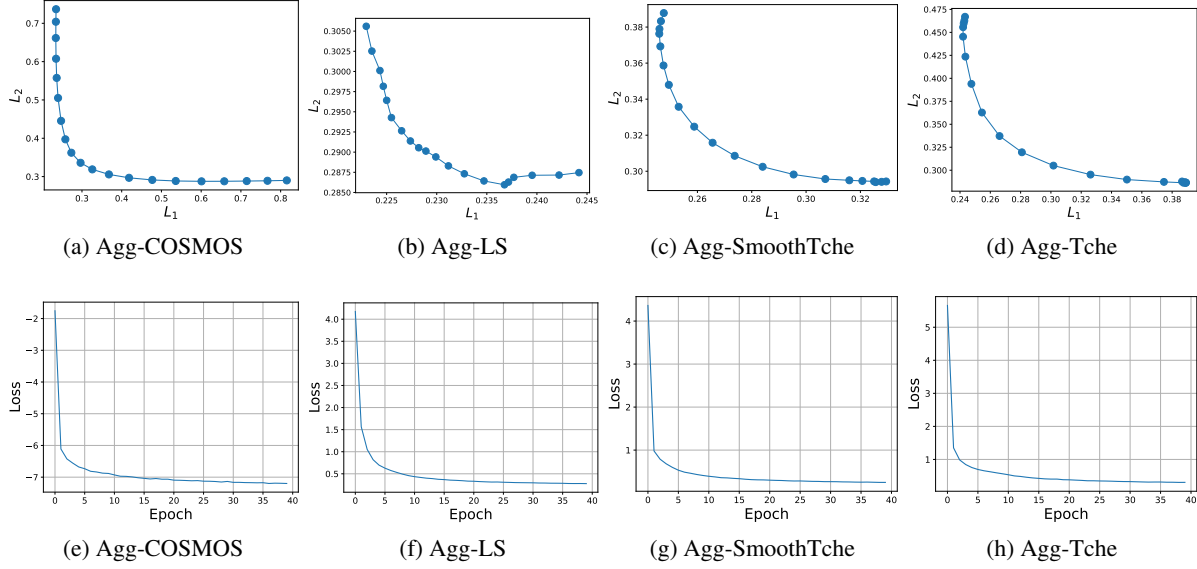 0.7
0.6
0.5
0.4
0.3
L₂
0.3 0.4 0.5 0.6 0.7 0.8
L₁
(a) Agg-COSMOS
0.3050
0.3025
0.3000
0.2975
0.2950
0.2925
0.2900
0.2875
0.2850
L₂
0.225 0.230 0.235 0.240 0.245
L₁
(b) Agg-LS
0.38
0.36
0.34
0.32
0.30
L₂
0.26 0.28 0.30 0.32
L₁
(c) Agg-SmoothTche
0.475
0.450
0.425
0.400
0.375
0.350
0.325
0.300
L₂
0.24 0.26 0.28 0.30 0.32 0.34 0.36 0.38
L₁
(d) Agg-Tche
−2
−3
−4
−5
−6
−7
Loss
0 5 10 15 20 25 30 35 40
Epoch
(e) Agg-COSMOS
4.0
3.5
3.0
2.5
2.0
1.5
1.0
0.5
Loss
0 5 10 15 20 25 30 35 40
Epoch
(f) Agg-LS
4
3
2
1
Loss
0 5 10 15 20 25 30 35 40
Epoch
(g) Agg-SmoothTche
5
4
3
2
1
Loss
0 5 10 15 20 25 30 35 40
Epoch
(h) Agg-Tche